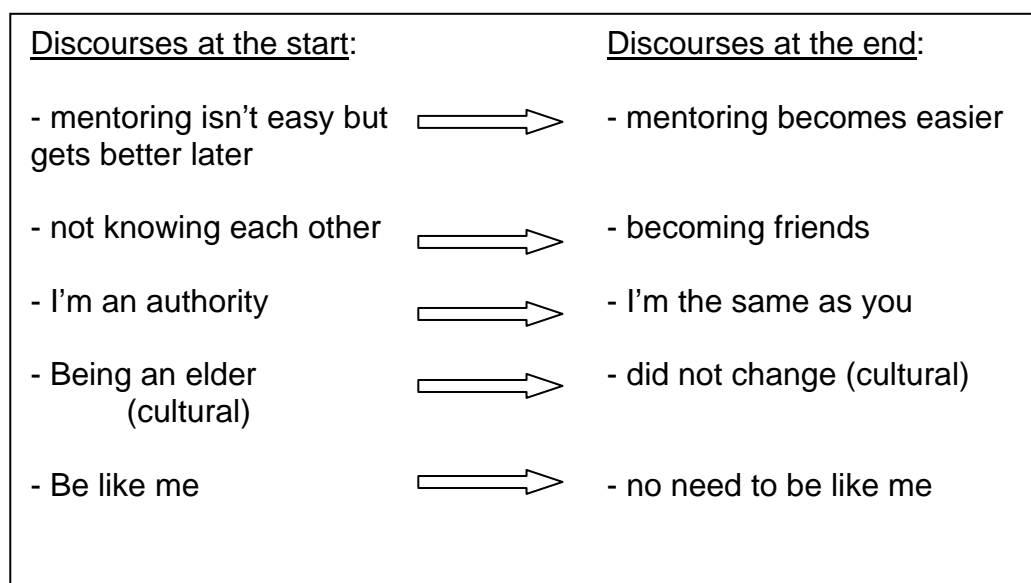 Discourses at the start:
Discourses at the end:
- mentoring isn’t easy but
gets better later
- mentoring becomes easier
- not knowing each other
- becoming friends
- I’m an authority
- I’m the same as you
- Being an elder
(cultural)
- did not change (cultural)
- Be like me
- no need to be like me